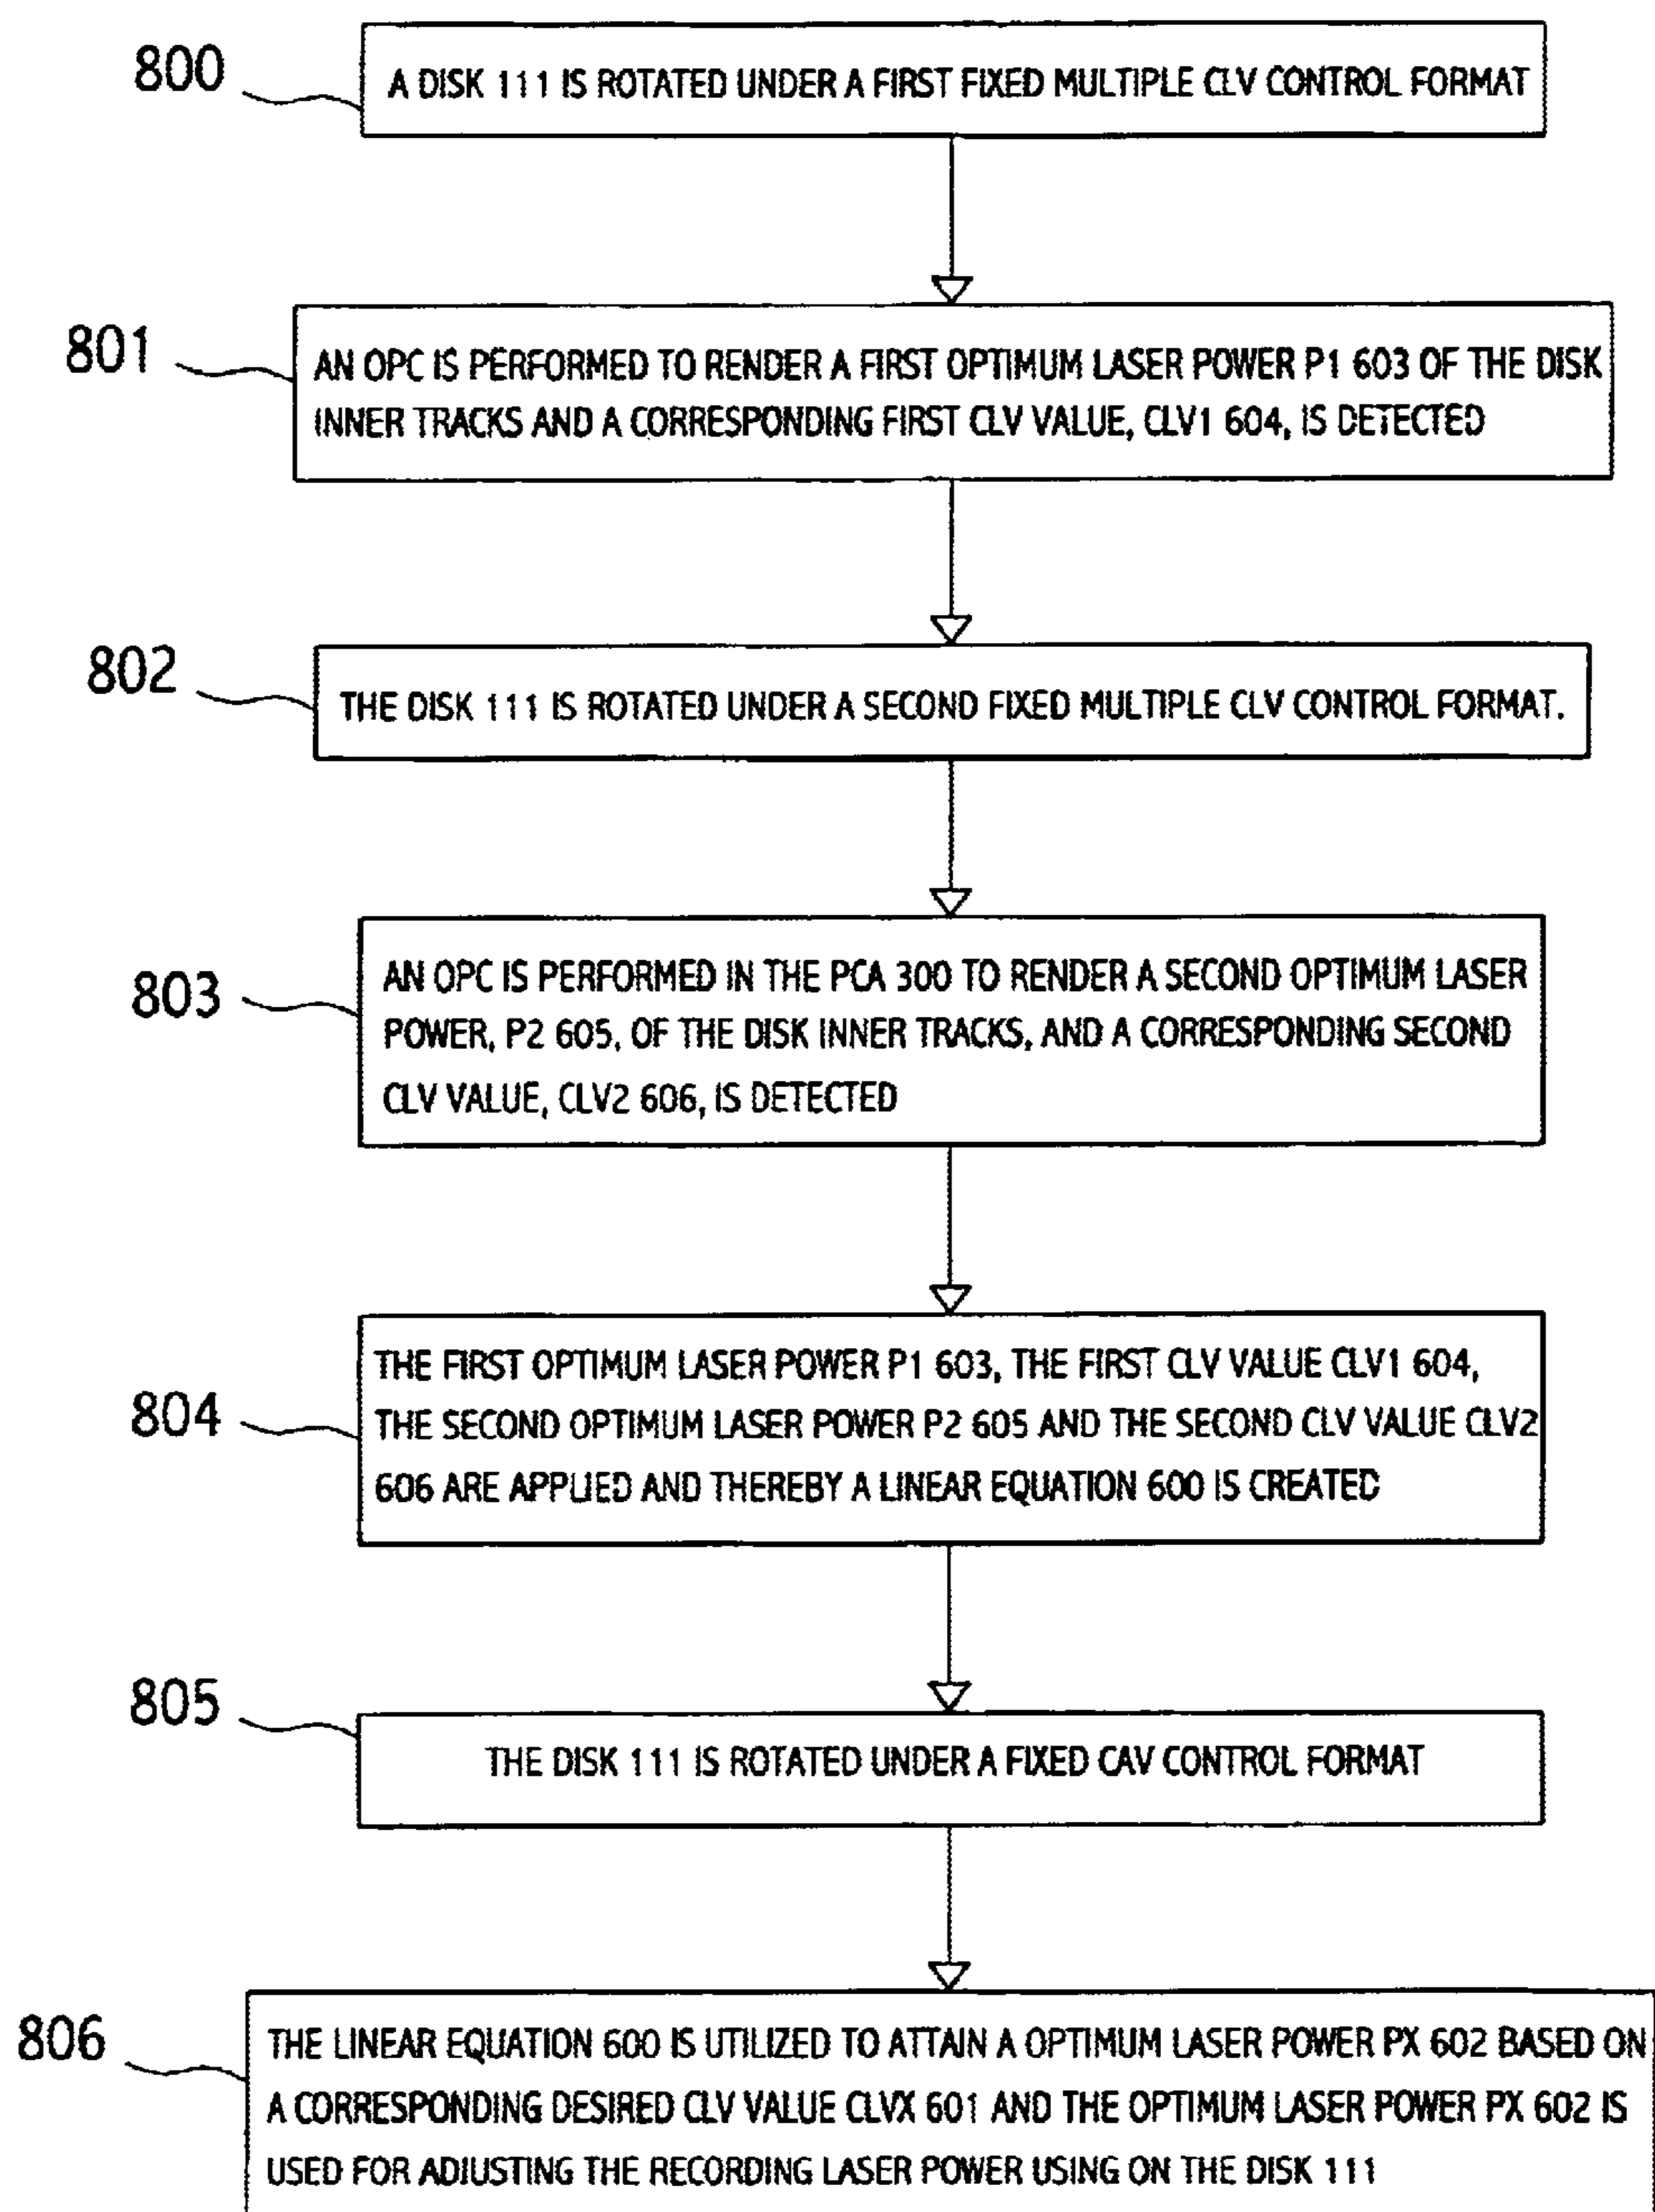 800
A DISK 111 IS ROTATED UNDER A FIRST FIXED MULTIPLE CLV CONTROL FORMAT
801
AN OPC IS PERFORMED TO RENDER A FIRST OPTIMUM LASER POWER P1 603 OF THE DISK
INNER TRACKS AND A CORRESPONDING FIRST CLV VALUE, CLV1 604, IS DETECTED
802
THE DISK 111 IS ROTATED UNDER A SECOND FIXED MULTIPLE CLV CONTROL FORMAT.
803
AN OPC IS PERFORMED IN THE PCA 300 TO RENDER A SECOND OPTIMUM LASER
POWER, P2 605, OF THE DISK INNER TRACKS, AND A CORRESPONDING SECOND
CLV VALUE, CLV2 606, IS DETECTED
804
THE FIRST OPTIMUM LASER POWER P1 603, THE FIRST CLV VALUE CLV1 604,
THE SECOND OPTIMUM LASER POWER P2 605 AND THE SECOND CLV VALUE CLV2
606 ARE APPLIED AND THEREBY A LINEAR EQUATION 600 IS CREATED
805
THE DISK 111 IS ROTATED UNDER A FIXED CAV CONTROL FORMAT
806
THE LINEAR EQUATION 600 IS UTILIZED TO ATTAIN A OPTIMUM LASER POWER PX 602 BASED ON
A CORRESPONDING DESIRED CLV VALUE CLVX 601 AND THE OPTIMUM LASER POWER PX 602 IS
USED FOR ADJUSTING THE RECORDING LASER POWER USING ON THE DISK 111